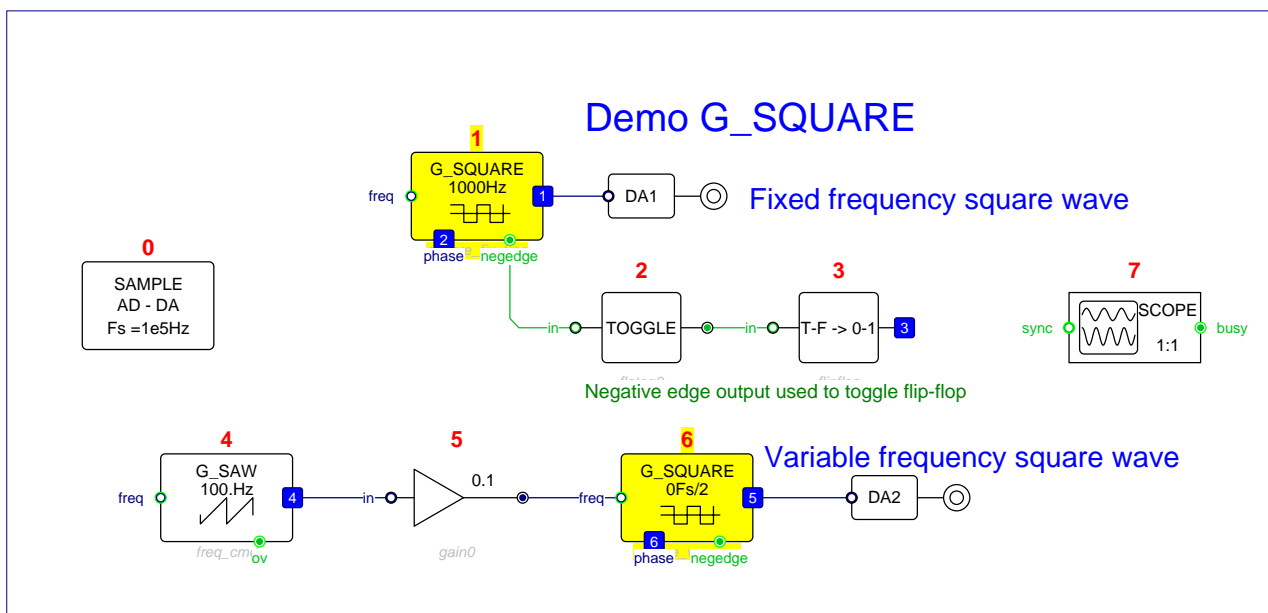 Demo G_SQUARE
1
G_SQUARE
1000Hz
freq
1
DA1
Fixed frequency square wave
2
phase
negedge
0
SAMPLE
AD - DA
Fs =1e5Hz
2
in
TOGGLE
3
in
T-F -> 0-1
3
7
sync
SCOPE
1:1
busy
Negative edge output used to toggle flip-flop
4
freq
G_SAW
100.Hz
4
ov
5
in
0.1
gain0
6
freq
G_SQUARE
0Fs/2
5
6
phase
negedge
DA2
Variable frequency square wave